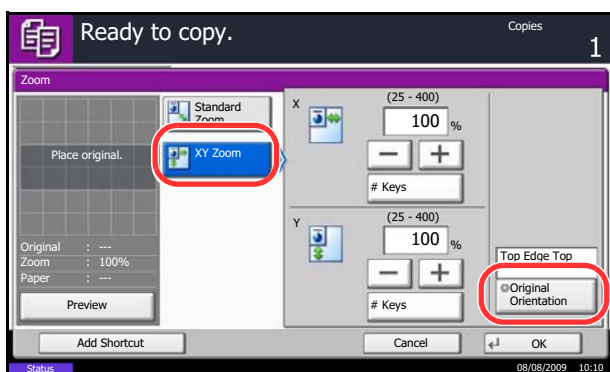 Ready to copy.
Copies
1
Zoom
Place original.
Original : ---
Zoom : 100%
Paper : ---
Preview
Standard
Zoom
XY Zoom
X
(25 - 400)
100 %
# Keys
Y
(25 - 400)
100 %
# Keys
Top Edge Top
Original
Orientation
Add Shortcut
Cancel
OK
Status
08/08/2009 10:10